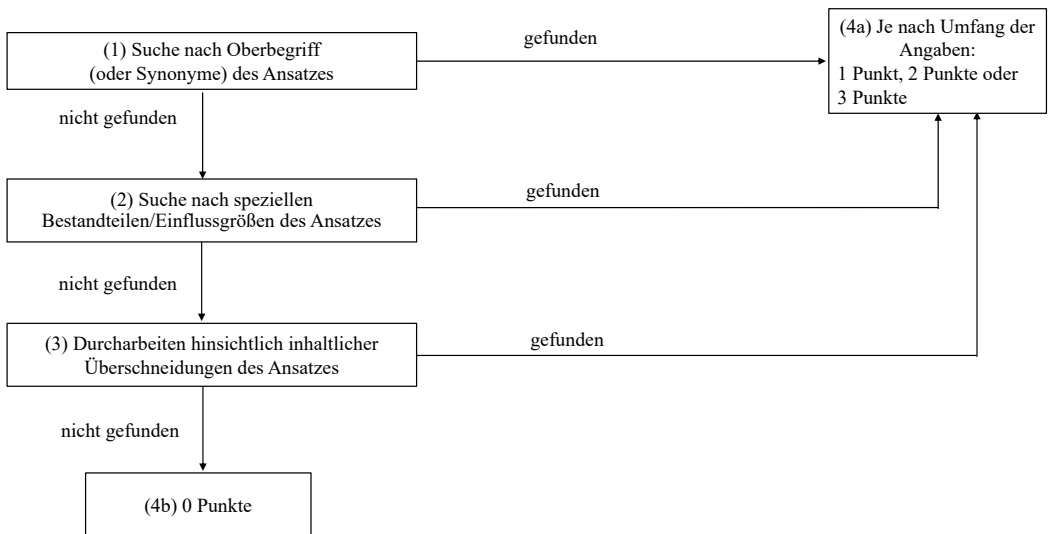 (1) Suche nach Oberbegriff
(oder Synonyme) des Ansatzes
gefunden
(4a) Je nach Umfang der
Angaben:
1 Punkt, 2 Punkte oder
3 Punkte
nicht gefunden
(2) Suche nach speziellen
Bestandteilen/Einflussgrößen des Ansatzes
gefunden
nicht gefunden
(3) Durcharbeiten hinsichtlich inhaltlicher
Überschneidungen des Ansatzes
gefunden
nicht gefunden
(4b) 0 Punkte